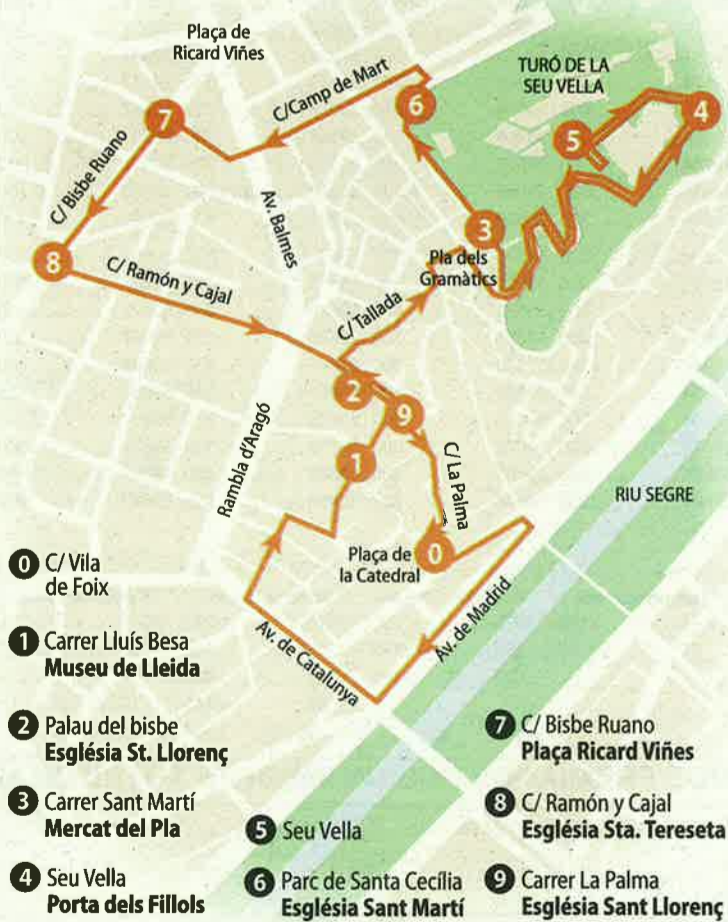 Plaça de
Ricard Viñes
C/Camp de Mart
TURÓ DE LA
SEU VELLA
6
4
7
5
C/ Bisbe Ruano
Av. Balmes
3
Pla dels
Gramàtics
8
C/ Ramón y Cajal
C/ Tallada
2
9
Rambla d'Aragó
1
C/ La Palma
RIU SEGRE
Plaça de
la Catedral
0
Av. de Madrid
Av. de Catalunya
0 C/ Vila
de Foix
1 Carrer Lluís Besa
Museu de Lleida
2 Palau del bisbe
Església St. Llorenç
3 Carrer Sant Martí
Mercat del Pla
4 Seu Vella
Porta dels Fillols
5 Seu Vella
6 Parc de Santa Cecília
Església Sant Martí
7 C/ Bisbe Ruano
Plaça Ricard Viñes
8 C/ Ramón y Cajal
Església Sta. Tereseta
9 Carrer La Palma
Església Sant Llorenç